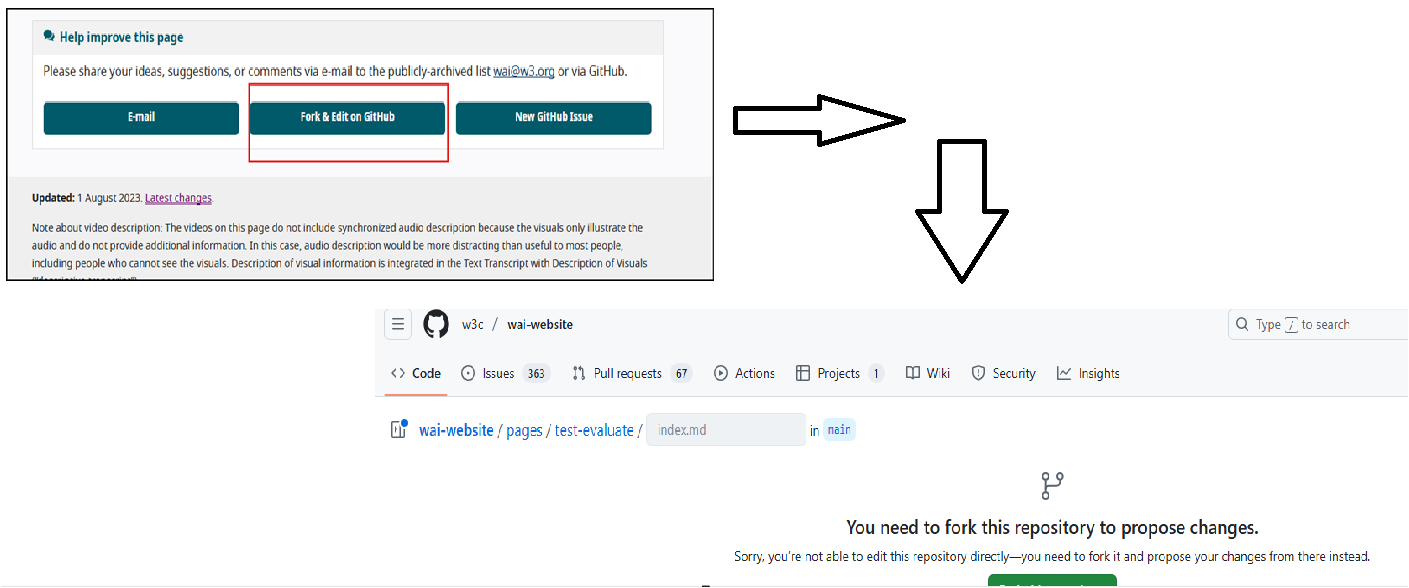 Help improve this page
Please share your ideas, suggestions, or comments via e-mail to the publicly-archived list wai@w3.org or via GitHub.
E-mail
Fork & Edit on GitHub
New GitHub Issue
Updated: 1 August 2023. Latest changes.
Note about video description: The videos on this page do not include synchronized audio description because the visuals only illustrate the
audio and do not provide additional information. In this case, audio description would be more distracting than useful to most people,
including people who cannot see the visuals. Description of visual information is integrated in the Text Transcript with Description of Visuals
w3c / wai-website
Type / to search
Code
Issues 363
Pull requests 67
Actions
Projects 1
Wiki
Security
Insights
wai-website / pages / test-evaluate / index.md in main
You need to fork this repository to propose changes.
Sorry, you're not able to edit this repository directly—you need to fork it and propose your changes from there instead.